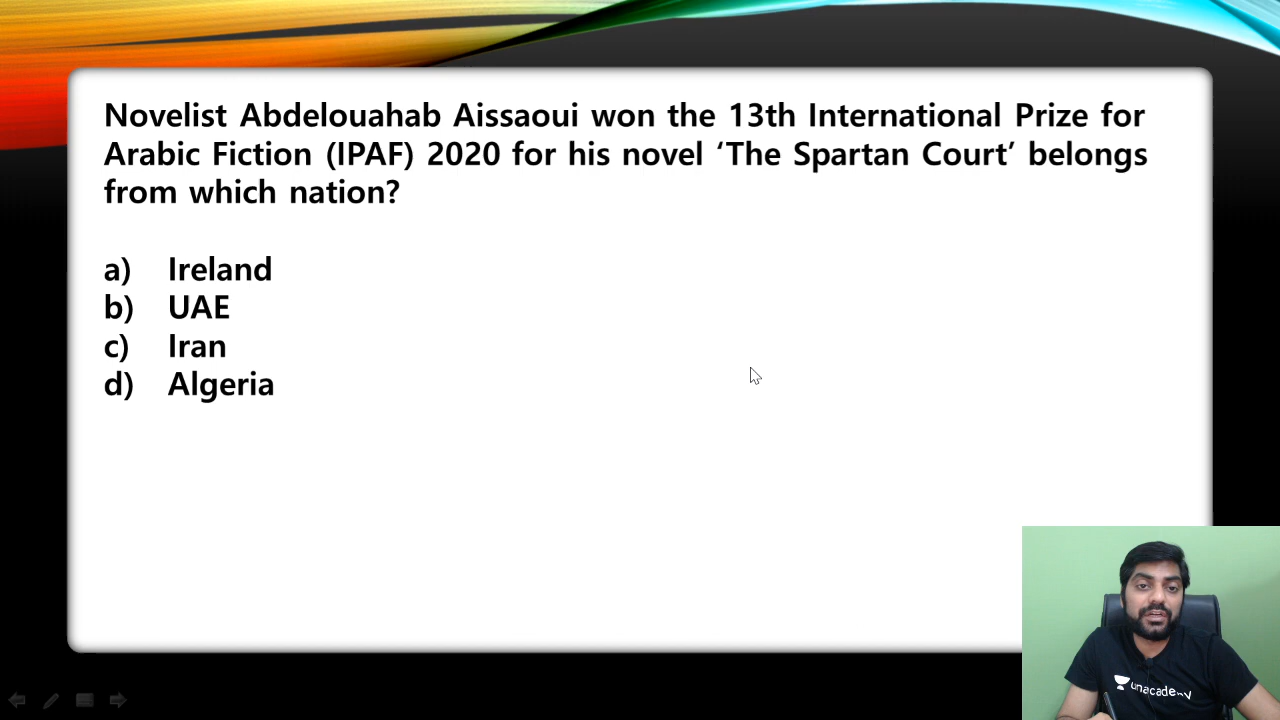 Novelist Abdelouahab Aissaoui won the 13th International Prize for
Arabic Fiction (IPAF) 2020 for his novel ‘The Spartan Court’ belongs
from which nation?
a) Ireland
b) UAE
c) Iran
d) Algeria
unacademy